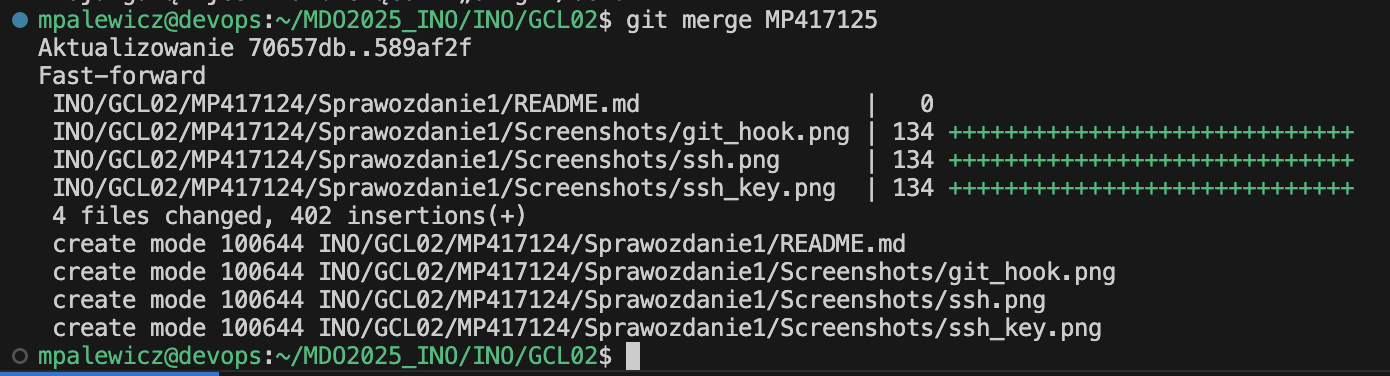 mpalewicz@devops:~/MDO2025_INO/INO/GCL02$ git merge MP417125
Aktualizowanie 70657db..589af2f
Fast-forward
 INO/GCL02/MP417124/Sprawozdanie1/README.md                 |   0
 INO/GCL02/MP417124/Sprawozdanie1/Screenshots/git_hook.png | 134 +++++++++++++++++++++++++++++
 INO/GCL02/MP417124/Sprawozdanie1/Screenshots/ssh.png      | 134 +++++++++++++++++++++++++++++
 INO/GCL02/MP417124/Sprawozdanie1/Screenshots/ssh_key.png  | 134 +++++++++++++++++++++++++++++
 4 files changed, 402 insertions(+)
 create mode 100644 INO/GCL02/MP417124/Sprawozdanie1/README.md
 create mode 100644 INO/GCL02/MP417124/Sprawozdanie1/Screenshots/git_hook.png
 create mode 100644 INO/GCL02/MP417124/Sprawozdanie1/Screenshots/ssh.png
 create mode 100644 INO/GCL02/MP417124/Sprawozdanie1/Screenshots/ssh_key.png
mpalewicz@devops:~/MDO2025_INO/INO/GCL02$